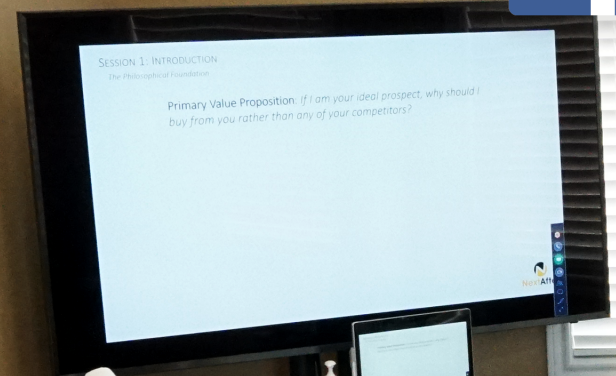 SESSION 1: INTRODUCTION
The Philosophical Foundation
Primary Value Proposition: If I am your ideal prospect, why should I
buy from you rather than any of your competitors?
NextAfte